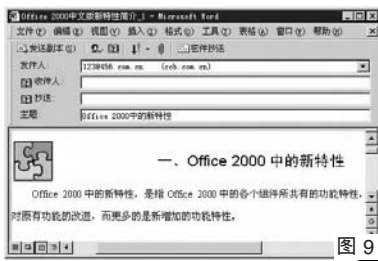 Office 2000中文版新特性简介_1 - Microsoft Word
文件(F) 编辑(E) 视图(V) 插入(I) 格式(O) 工具(T) 表格(A) 窗口(W) 帮助(H)
发送副本(S) 密件抄送
发件人 1238456.com.cn (rob.com.cn)
收件人
抄送
主题: Office 2000中的新特性
一、Office 2000 中的新特性
Office 2000 中的新特性，是指 Office 2000 中的各个组件所共有的功能特性，
对原有功能的改进，而更多的是新增加的功能特性。
图 9